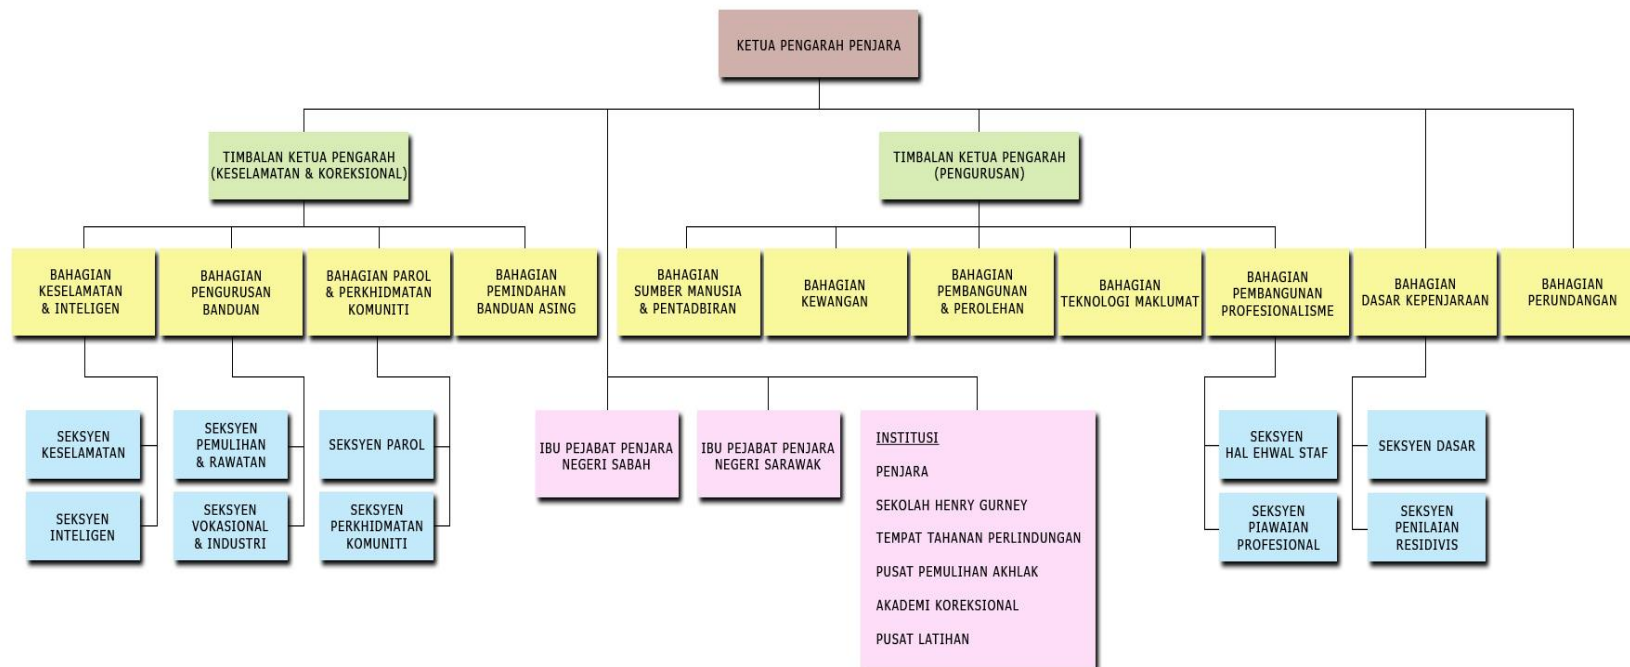 KETUA PENGARAH PENJARA
TIMBALAN KETUA PENGARAH
(KESELAMATAN & KOREKSIONAL)
TIMBALAN KETUA PENGARAH
(PENGURUSAN)
BAHAGIAN
KESELAMATAN
& INTELIGEN
BAHAGIAN
PENGURUSAN
BANDUAN
BAHAGIAN PAROL
& PERKHIDMATAN
KOMUNITI
BAHAGIAN
PEMINDAHAN
BANDUAN ASING
BAHAGIAN
SUMBER MANUSIA
& PENTADBIRAN
BAHAGIAN
KEWANGAN
BAHAGIAN
PEMBANGUNAN
& PEROLEHAN
BAHAGIAN
TEKNOLOGI MAKLUMAT
BAHAGIAN
PEMBANGUNAN
PROFESIONALISME
BAHAGIAN
DASAR KEPENJARAAN
BAHAGIAN
PERUNDANGAN
SEKSYEN
KESELAMATAN
SEKSYEN
PEMULIHAN
& RAWATAN
SEKSYEN PAROL
IBU PEJABAT PENJARA
NEGERI SABAH
IBU PEJABAT PENJARA
NEGERI SARAWAK
INSTITUSI
PENJARA
SEKOLAH HENRY GURNEY
TEMPAT TAHANAN PERLINDUNGAN
PUSAT PEMULIHAN AKHLAK
AKADEMI KOREKSIONAL
PUSAT LATIHAN
SEKSYEN
HAL EHWAL STAF
SEKSYEN DASAR
SEKSYEN
INTELIGEN
SEKSYEN
VOKASIONAL
& INDUSTRI
SEKSYEN
PERKHIDMATAN
KOMUNITI
SEKSYEN
PIAWAIAN
PROFESIONAL
SEKSYEN
PENILAIAN
RESIDIVIS